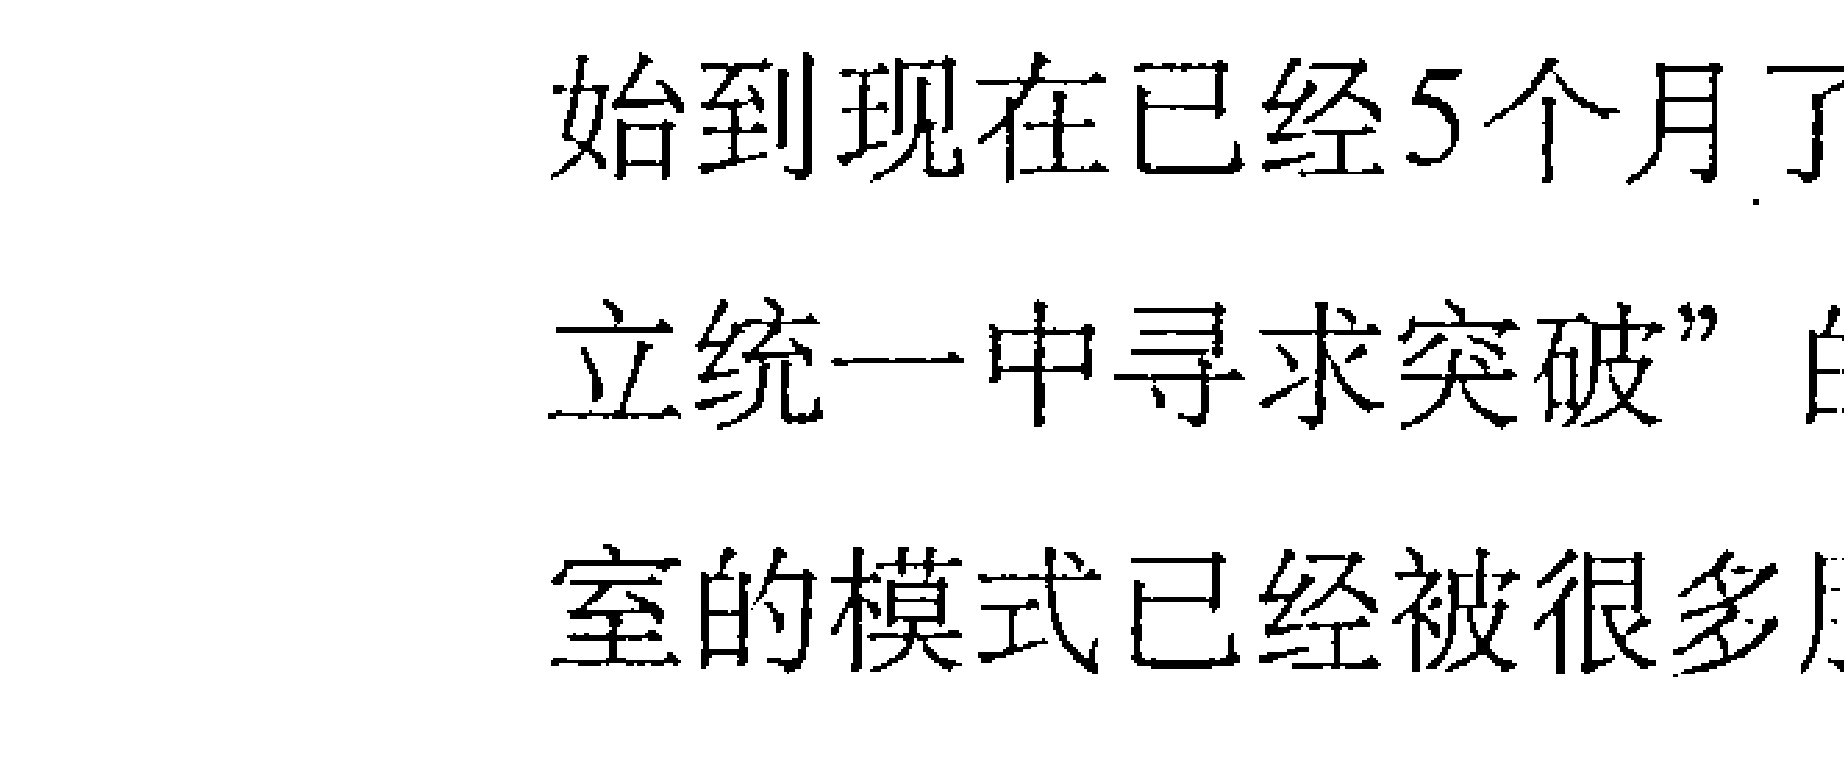 始到现在已经5个月了
立统一中寻求突破”的
室的模式已经被很多